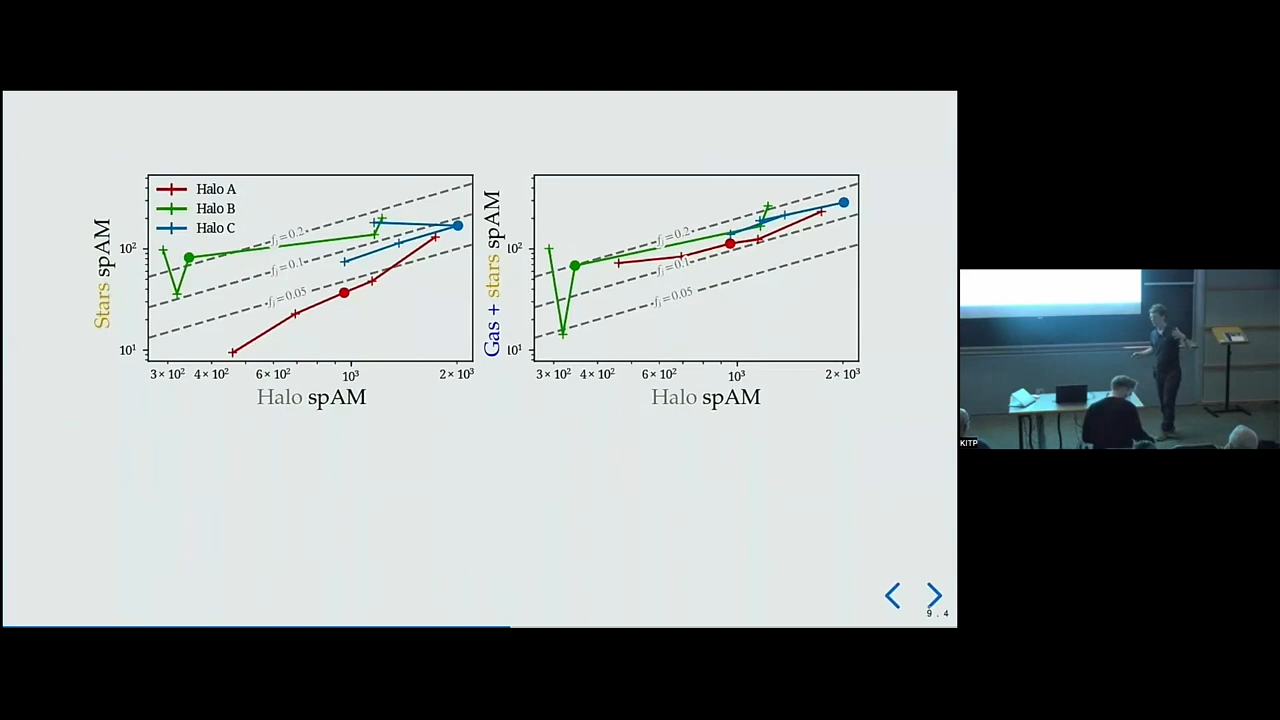 Halo A
Halo B
Halo C
Stars spAM
10²
10¹
f_j = 0.2
f_j = 0.1
f_j = 0.05
3 × 10² 4 × 10² 6 × 10² 10³ 2 × 10³
Halo spAM
Gas + stars spAM
10²
10¹
f_j = 0.2
f_j = 0.1
f_j = 0.05
3 × 10² 4 × 10² 6 × 10² 10³ 2 × 10³
Halo spAM
9 . 4
KITP